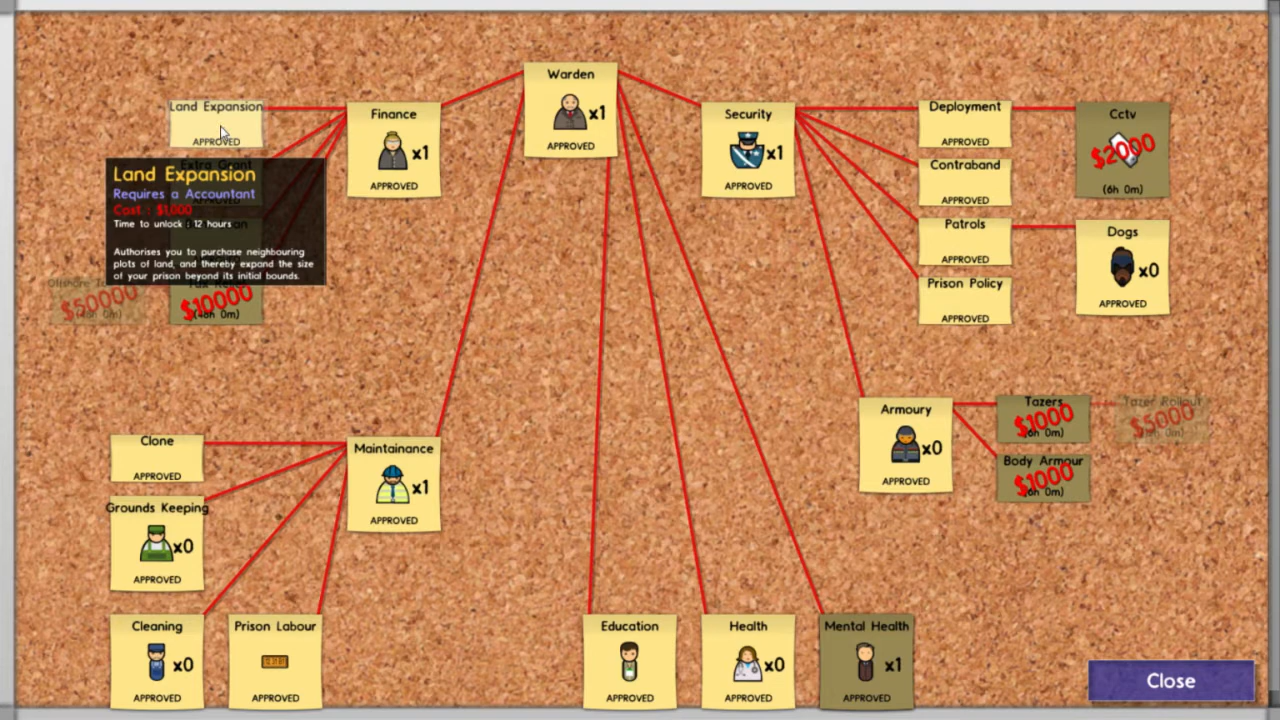 Warden
x1
APPROVED
Land Expansion
APPROVED
Finance
x1
APPROVED
Extra Grant
Land Expansion
Requires a Accountant
Cost : $1,000
Time to unlock : 12 hours
Authorises you to purchase neighbouring
plots of land, and thereby expand the size
of your prison beyond its initial bounds.
$50000
Tax Relief
$10000
Security
x1
APPROVED
Deployment
APPROVED
Contraband
APPROVED
Patrols
APPROVED
Prison Policy
APPROVED
Cctv
$2000
(6h 0m)
Dogs
x0
APPROVED
Armoury
x0
APPROVED
Tazers
$1000
(6h 0m)
Tazer Rollout
$5000
Body Armour
$1000
(6h 0m)
Clone
APPROVED
Maintainance
x1
APPROVED
Grounds Keeping
x0
APPROVED
Cleaning
x0
APPROVED
Prison Labour
APPROVED
Education
APPROVED
Health
x0
APPROVED
Mental Health
x1
APPROVED
Close